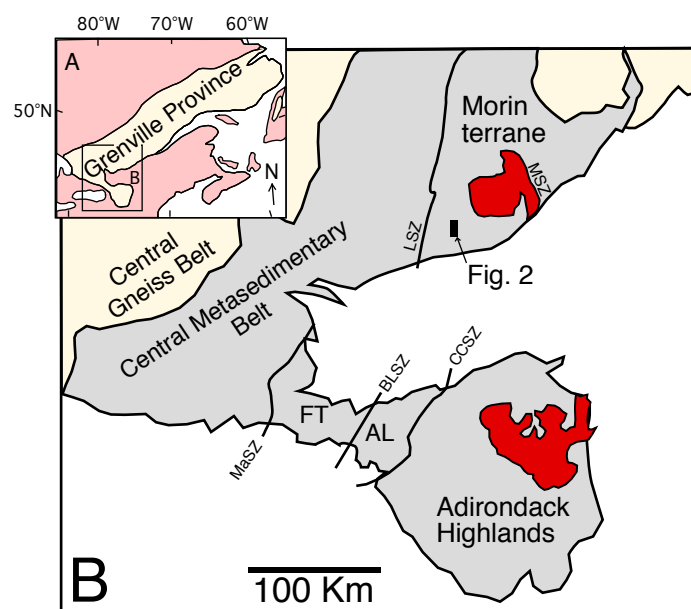 80°W 70°W 60°W
A
50°N
Grenville Province
B
N
Morin
terrane
MSZ
LSZ
Fig. 2
Central
Gneiss Belt
Central Metasedimentary
Belt
CCSZ
BLSZ
FT
AL
MaSZ
Adirondack
Highlands
B
100 Km